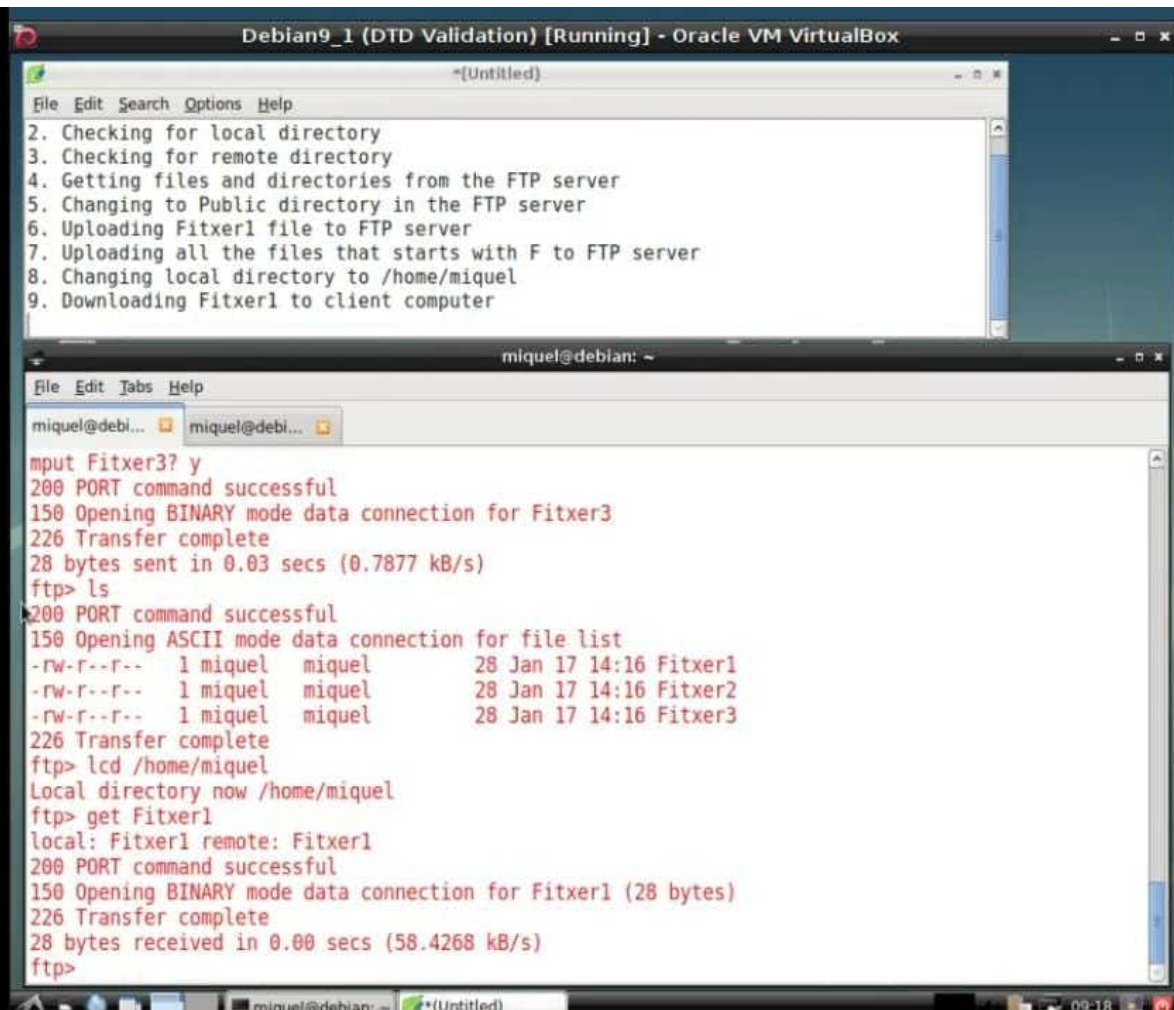 Debian9_1 (DTD Validation) [Running] - Oracle VM VirtualBox
*(Untitled)
File Edit Search Options Help
2. Checking for local directory
3. Checking for remote directory
4. Getting files and directories from the FTP server
5. Changing to Public directory in the FTP server
6. Uploading Fitxer1 file to FTP server
7. Uploading all the files that starts with F to FTP server
8. Changing local directory to /home/miquel
9. Downloading Fitxer1 to client computer
miquel@debian: ~
File Edit Tabs Help
miquel@debi... miquel@debi...
mput Fitxer3? y
200 PORT command successful
150 Opening BINARY mode data connection for Fitxer3
226 Transfer complete
28 bytes sent in 0.03 secs (0.7877 kB/s)
ftp> ls
200 PORT command successful
150 Opening ASCII mode data connection for file list
-rw-r--r-- 1 miquel miquel 28 Jan 17 14:16 Fitxer1
-rw-r--r-- 1 miquel miquel 28 Jan 17 14:16 Fitxer2
-rw-r--r-- 1 miquel miquel 28 Jan 17 14:16 Fitxer3
226 Transfer complete
ftp> lcd /home/miquel
Local directory now /home/miquel
ftp> get Fitxer1
local: Fitxer1 remote: Fitxer1
200 PORT command successful
150 Opening BINARY mode data connection for Fitxer1 (28 bytes)
226 Transfer complete
28 bytes received in 0.00 secs (58.4268 kB/s)
ftp>
miquel@debian: ~ *(Untitled) 09:18